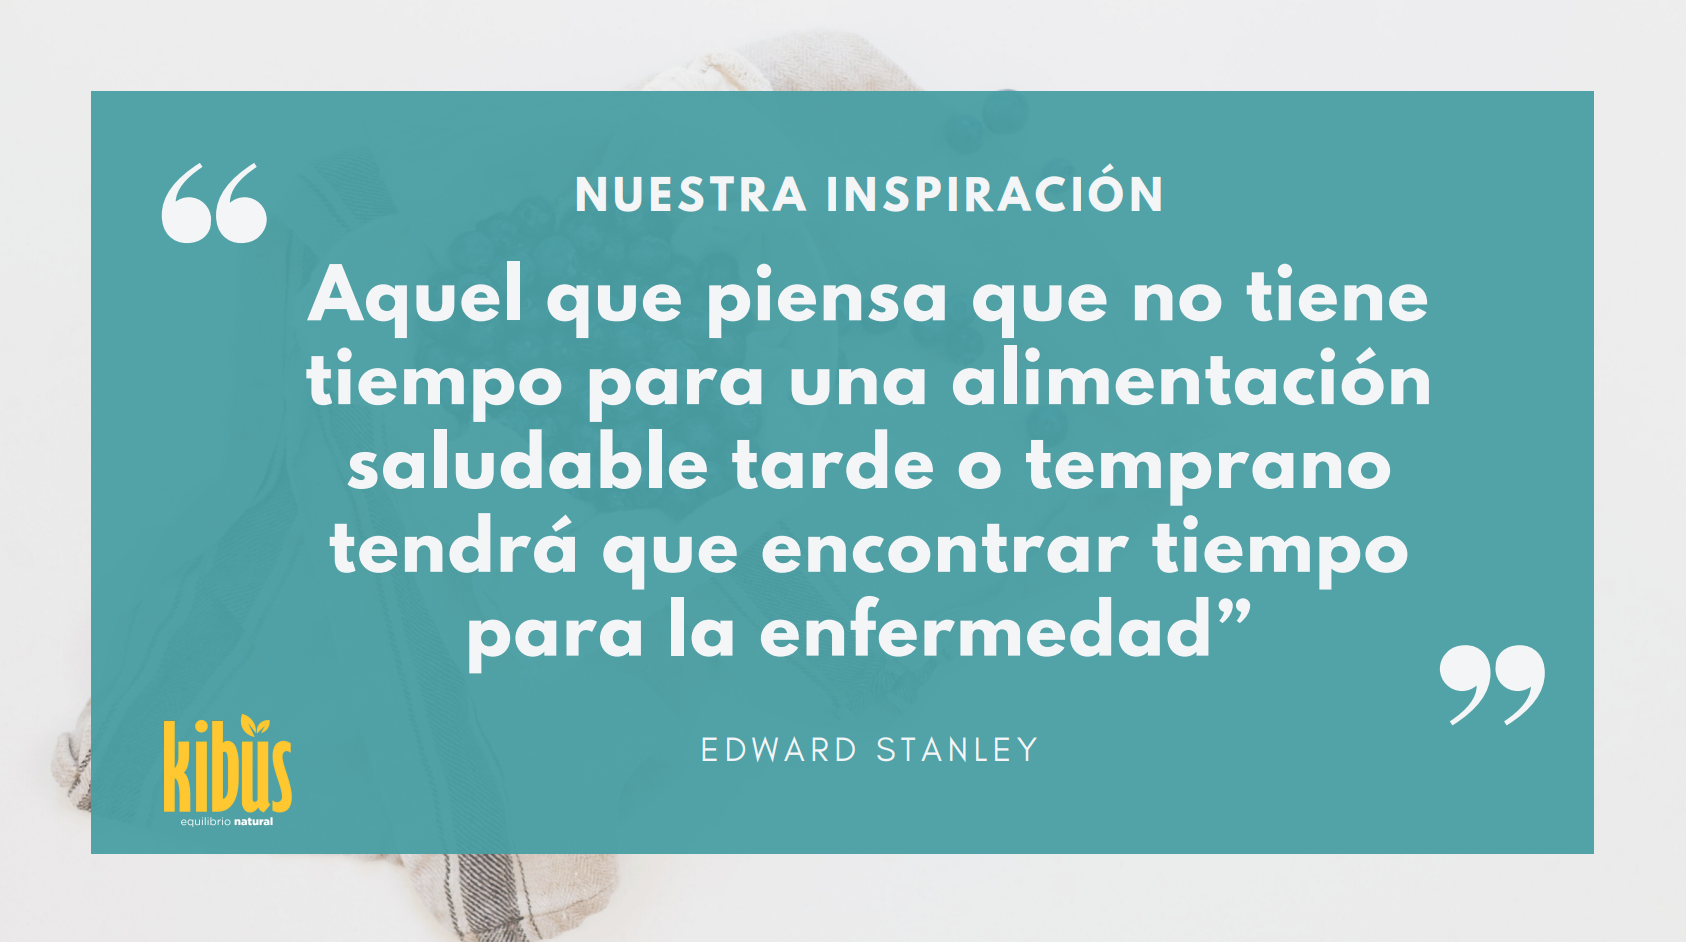 “
NUESTRA INSPIRACIÓN
Aquel que piensa que no tiene
tiempo para una alimentación
saludable tarde o temprano
tendrá que encontrar tiempo
para la enfermedad”
”
EDWARD STANLEY
kibüs
equilibrio natural